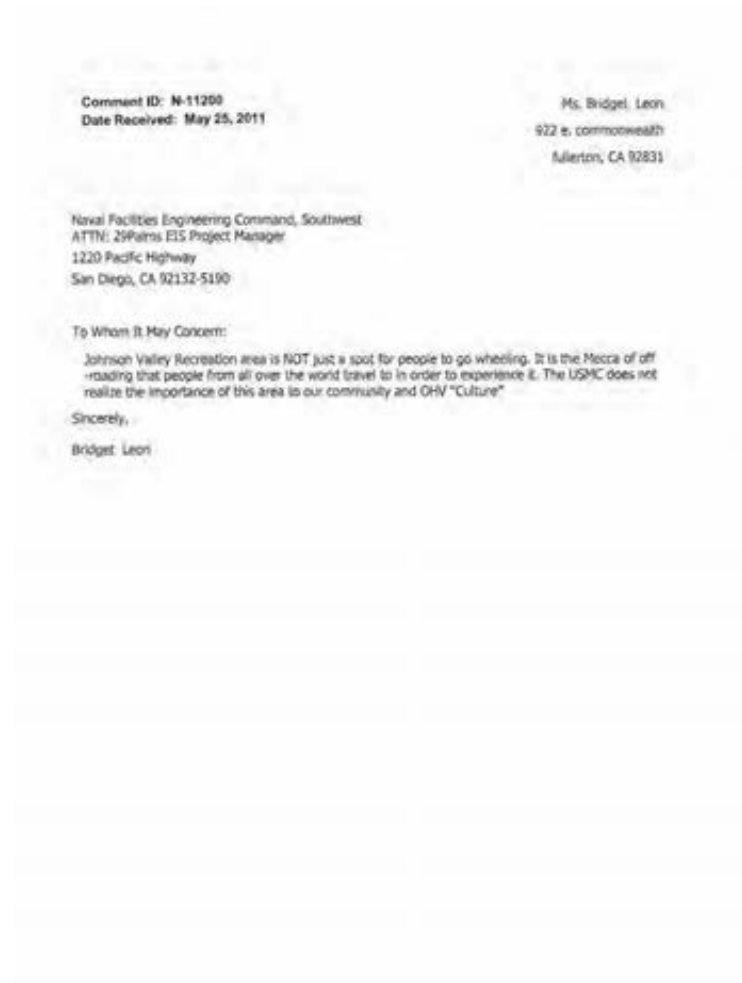 Comment ID: N-11200
Date Received: May 25, 2011
Ms. Bridget Leon
922 e. commonwealth
fullerton, CA 92831
Naval Facilities Engineering Command, Southwest
ATTN: 29Palms EIS Project Manager
1220 Pacific Highway
San Diego, CA 92132-5190
To Whom It May Concern:
Johnson Valley Recreation area is NOT just a spot for people to go wheeling. It is the Mecca of off
-roading that people from all over the world travel to in order to experience it. The USMC does not
realize the importance of this area to our community and OHV "Culture"
Sincerely,
Bridget Leon